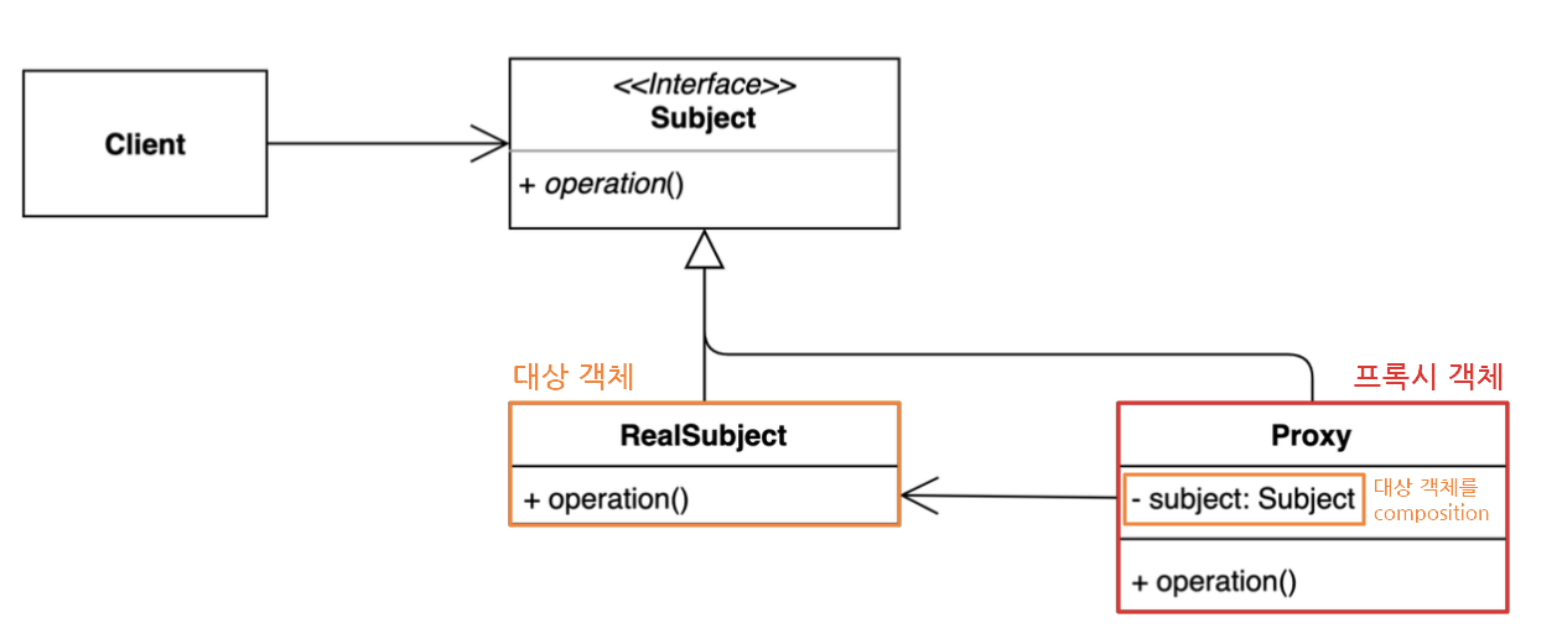 Client
<<Interface>>
Subject
+ operation()
대상 객체
RealSubject
+ operation()
프록시 객체
Proxy
- subject: Subject
대상 객체를
composition
+ operation()